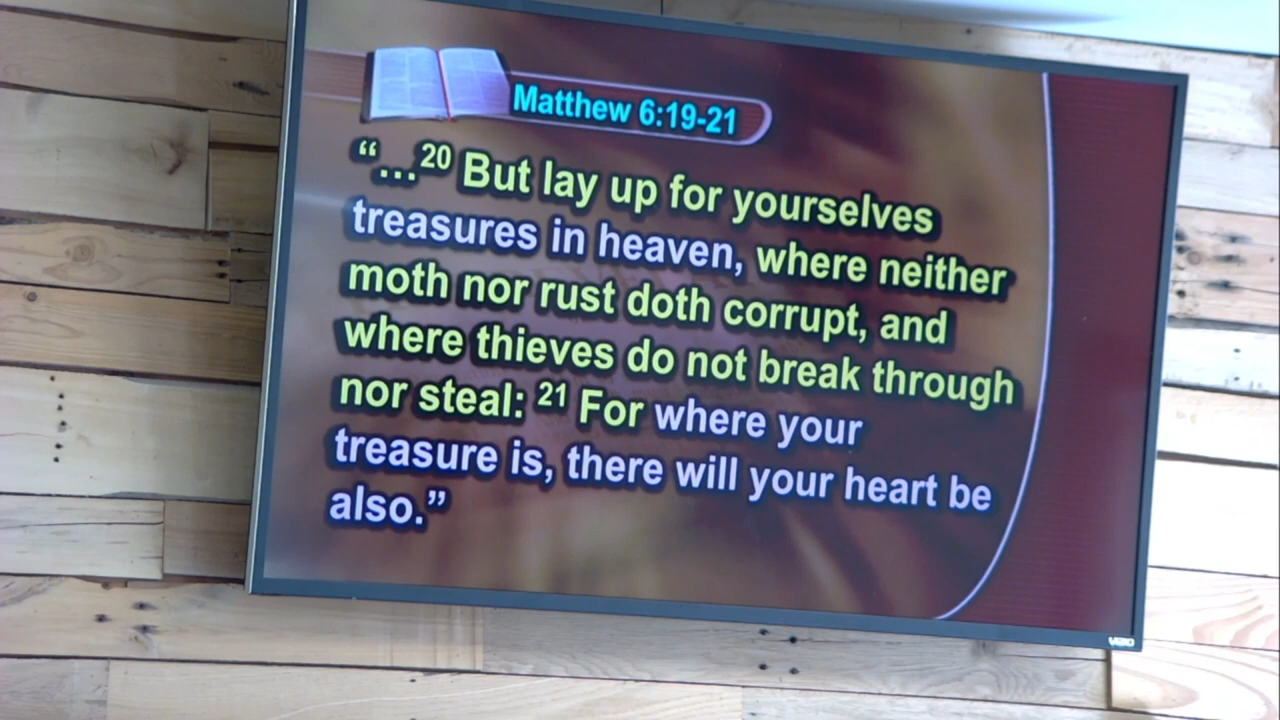 Matthew 6:19-21
“...20 But lay up for yourselves
treasures in heaven, where neither
moth nor rust doth corrupt, and
where thieves do not break through
nor steal: 21 For where your
treasure is, there will your heart be
also.”
VIZIO